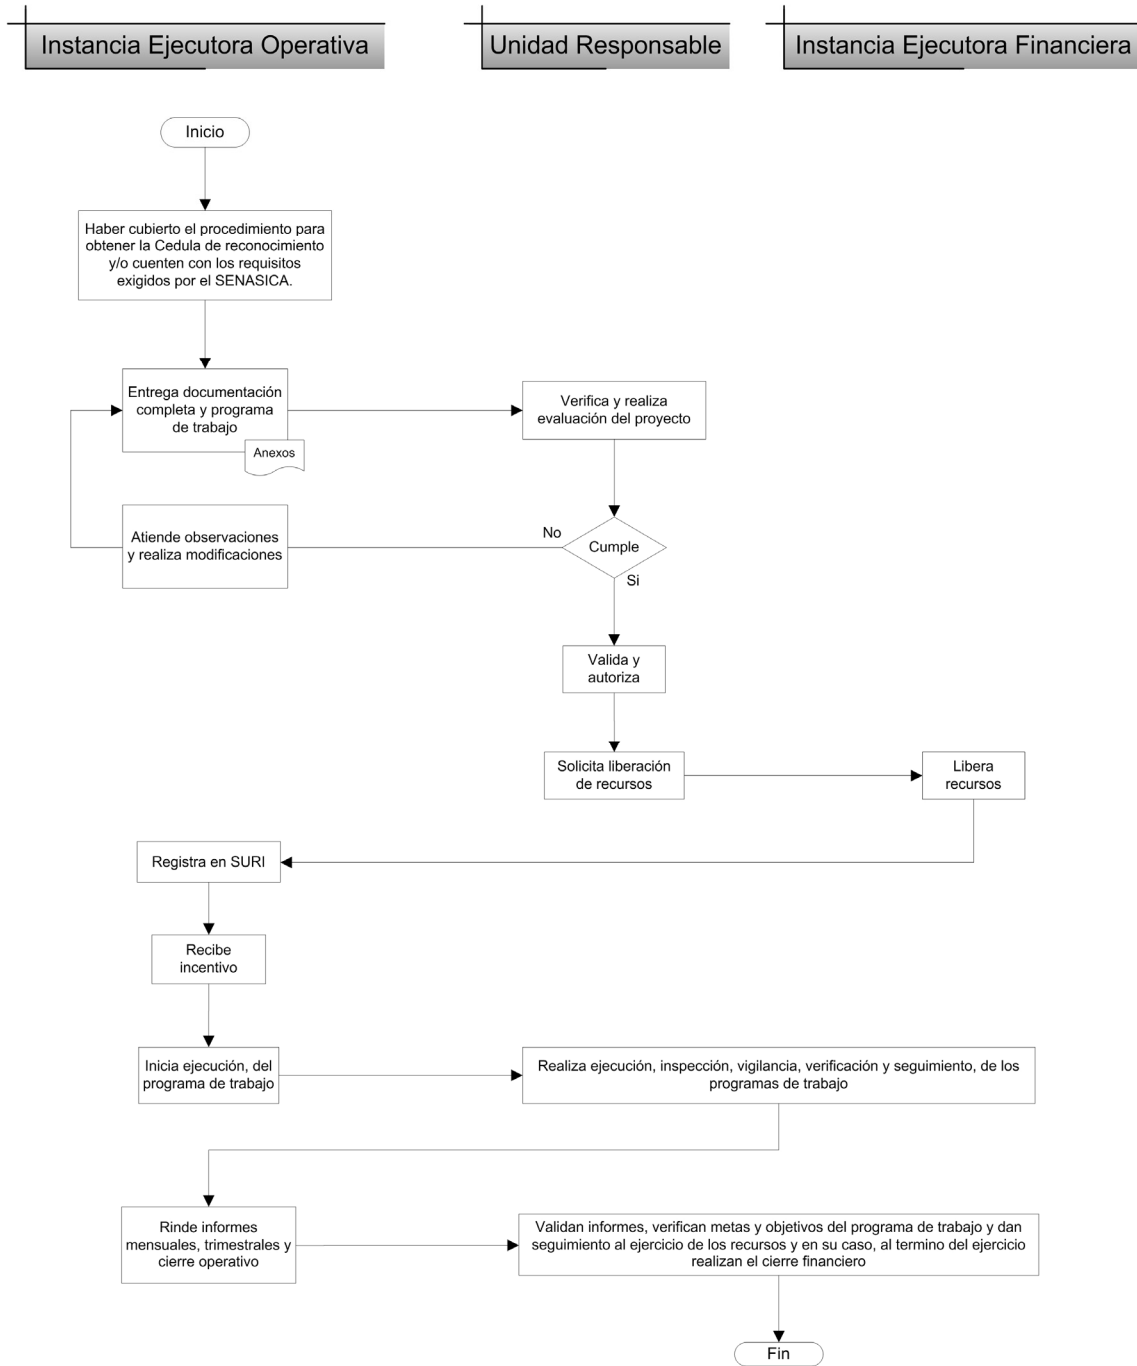 Instancia Ejecutora Operativa
Unidad Responsable
Instancia Ejecutora Financiera
Inicio
Haber cubierto el procedimiento para
obtener la Cedula de reconocimiento
y/o cuenten con los requisitos
exigidos por el SENASICA.
Entrega documentación
completa y programa
de trabajo
Anexos
Verifica y realiza
evaluación del proyecto
Atiende observaciones
y realiza modificaciones
No
Cumple
Si
Valida y
autoriza
Solicita liberación
de recursos
Libera
recursos
Registra en SURI
Recibe
incentivo
Inicia ejecución, del
programa de trabajo
Realiza ejecución, inspección, vigilancia, verificación y seguimiento, de los
programas de trabajo
Rinde informes
mensuales, trimestrales y
cierre operativo
Validan informes, verifican metas y objetivos del programa de trabajo y dan
seguimiento al ejercicio de los recursos y en su caso, al termino del ejercicio
realizan el cierre financiero
Fin